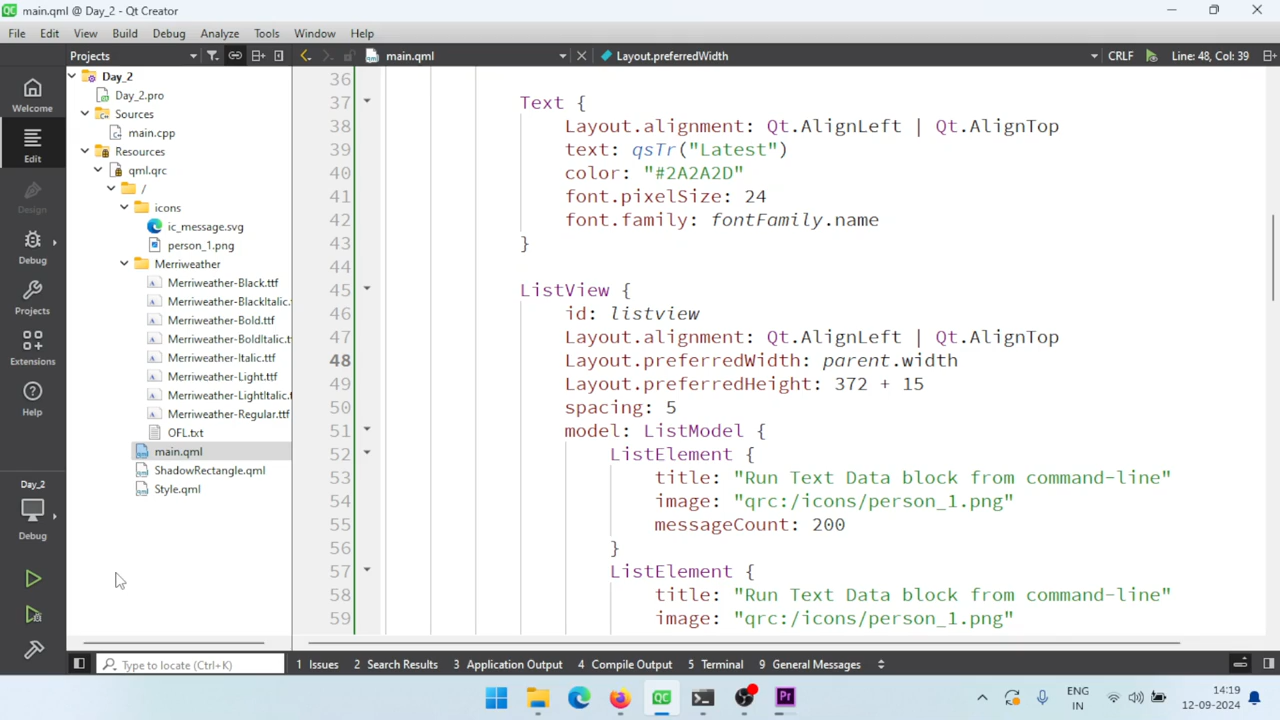 main.qml @ Day_2 - Qt Creator
File Edit View Build Debug Analyze Tools Window Help
Projects main.qml Layout.preferredWidth CRLF Line: 48, Col: 39
Welcome
Edit
Design
Debug
Projects
Extensions
Help
Day_2
Debug
Day_2
Day_2.pro
Sources
main.cpp
Resources
qml.qrc
/
icons
ic_message.svg
person_1.png
Merriweather
Merriweather-Black.ttf
Merriweather-BlackItalic.t
Merriweather-Bold.ttf
Merriweather-BoldItalic.t
Merriweather-Italic.ttf
Merriweather-Light.ttf
Merriweather-LightItalic.t
Merriweather-Regular.ttf
OFL.txt
main.qml
ShadowRectangle.qml
Style.qml
36
37 Text {
38 Layout.alignment: Qt.AlignLeft | Qt.AlignTop
39 text: qsTr("Latest")
40 color: "#2A2A2D"
41 font.pixelSize: 24
42 font.family: fontFamily.name
43 }
44
45 ListView {
46 id: listview
47 Layout.alignment: Qt.AlignLeft | Qt.AlignTop
48 Layout.preferredWidth: parent.width
49 Layout.preferredHeight: 372 + 15
50 spacing: 5
51 model: ListModel {
52 ListElement {
53 title: "Run Text Data block from command-line"
54 image: "qrc:/icons/person_1.png"
55 messageCount: 200
56 }
57 ListElement {
58 title: "Run Text Data block from command-line"
59 image: "qrc:/icons/person_1.png"
Type to locate (Ctrl+K) 1 Issues 2 Search Results 3 Application Output 4 Compile Output 5 Terminal 9 General Messages
QC Pr ENG IN 14:19 12-09-2024